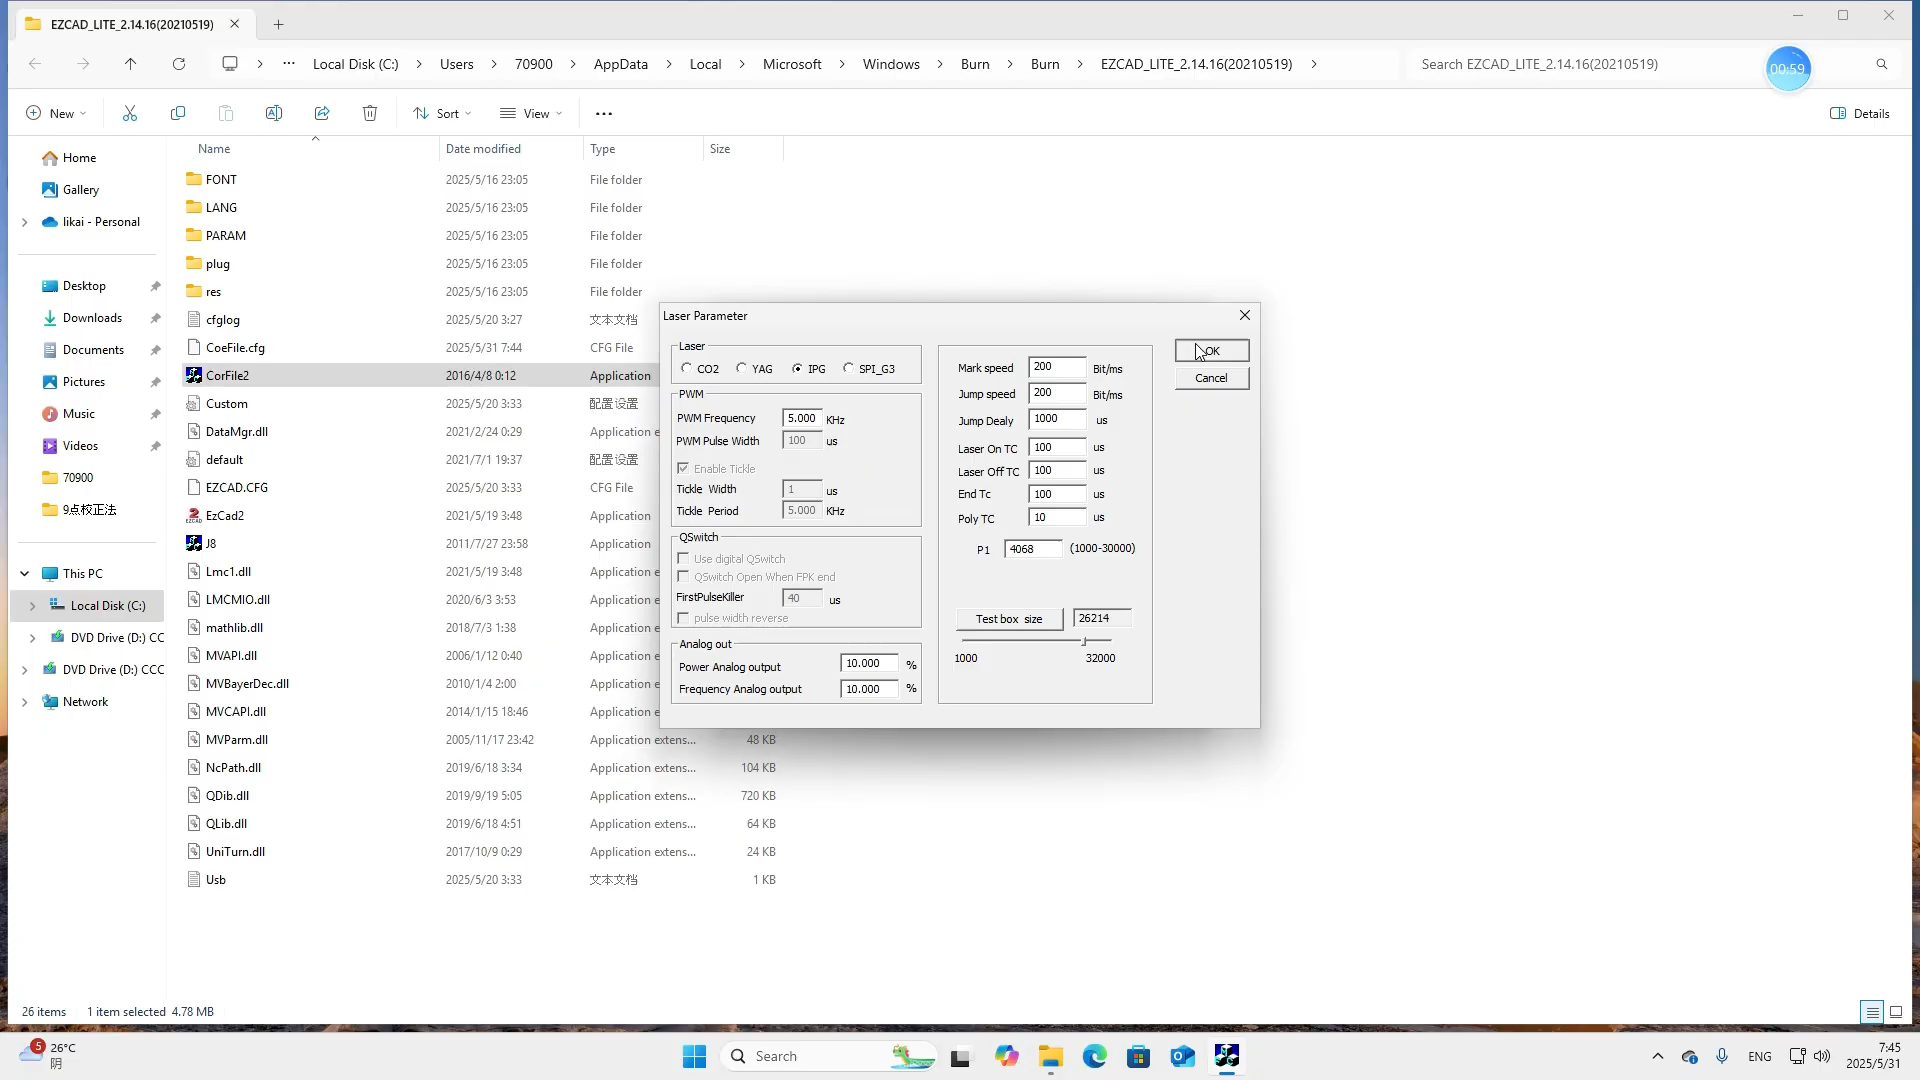 EZCAD_LITE_2.14.16(20210519)
Local Disk (C:) > Users > 70900 > AppData > Local > Microsoft > Windows > Burn > Burn > EZCAD_LITE_2.14.16(20210519) >
Search EZCAD_LITE_2.14.16(20210519)
00:59
New
Sort
View
Details
Name Date modified Type Size
Home
Gallery
likai - Personal
Desktop
Downloads
Documents
Pictures
Music
Videos
70900
9点校正法
This PC
Local Disk (C:)
DVD Drive (D:) CC
DVD Drive (D:) CCC
Network
FONT 2025/5/16 23:05 File folder
LANG 2025/5/16 23:05 File folder
PARAM 2025/5/16 23:05 File folder
plug 2025/5/16 23:05 File folder
res 2025/5/16 23:05 File folder
cfglog 2025/5/20 3:27 文本文档
CoeFile.cfg 2025/5/31 7:44 CFG File
CorFile2 2016/4/8 0:12 Application
Custom 2025/5/20 3:33 配置设置
DataMgr.dll 2021/2/24 0:29 Application e
default 2021/7/1 19:37 配置设置
EZCAD.CFG 2025/5/20 3:33 CFG File
EzCad2 2021/5/19 3:48 Application
J8 2011/7/27 23:58 Application
Lmc1.dll 2021/5/19 3:48 Application e
LMCMIO.dll 2020/6/3 3:53 Application e
mathlib.dll 2018/7/3 1:38 Application e
MVAPI.dll 2006/1/12 0:40 Application e
MVBayerDec.dll 2010/1/4 2:00 Application e
MVCAPI.dll 2014/1/15 18:46 Application e
MVParm.dll 2005/11/17 23:42 Application extens... 48 KB
NcPath.dll 2019/6/18 3:34 Application extens... 104 KB
QDib.dll 2019/9/19 5:05 Application extens... 720 KB
QLib.dll 2019/6/18 4:51 Application extens... 64 KB
UniTurn.dll 2017/10/9 0:29 Application extens... 24 KB
Usb 2025/5/20 3:33 文本文档 1 KB
Laser Parameter
Laser
CO2 YAG IPG SPI_G3
PWM
PWM Frequency 5.000 KHz
PWM Pulse Width 100 us
Enable Tickle
Tickle Width 1 us
Tickle Period 5.000 KHz
QSwitch
Use digital QSwitch
QSwitch Open When FPK end
FirstPulseKiller 40 us
pulse width reverse
Analog out
Power Analog output 10.000 %
Frequency Analog output 10.000 %
Mark speed 200 Bit/ms
Jump speed 200 Bit/ms
Jump Dealy 1000 us
Laser On TC 100 us
Laser Off TC 100 us
End Tc 100 us
Poly TC 10 us
P1 4068 (1000-30000)
Test box size 26214
1000 32000
OK
Cancel
26 items 1 item selected 4.78 MB
5
26°C
阴
Search
ENG
7:45
2025/5/31